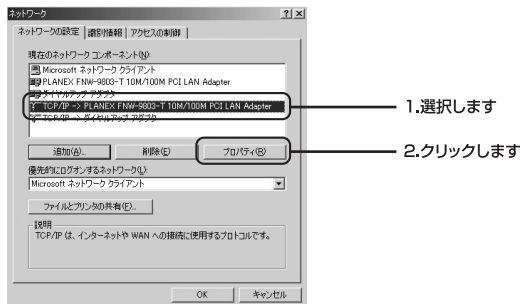 ネットワーク
ネットワークの設定 識別情報 アクセスの制御
現在のネットワーク コンポーネント(N):
Microsoft ネットワーク クライアント
PLANEX FNW-9803-T 10M/100M PCI LAN Adapter
ダイヤルアップ アダプタ
TCP/IP -> PLANEX FNW-9803-T 10M/100M PCI LAN Adapter
TCP/IP -> ダイヤルアップ アダプタ
1.選択します
追加(A)... 削除(E) プロパティ(R)
2.クリックします
優先的にログオンするネットワーク(L):
Microsoft ネットワーク クライアント
ファイルとプリンタの共有(F)...
説明
TCP/IP は、インターネットや WAN への接続に使用するプロトコルです。
OK キャンセル